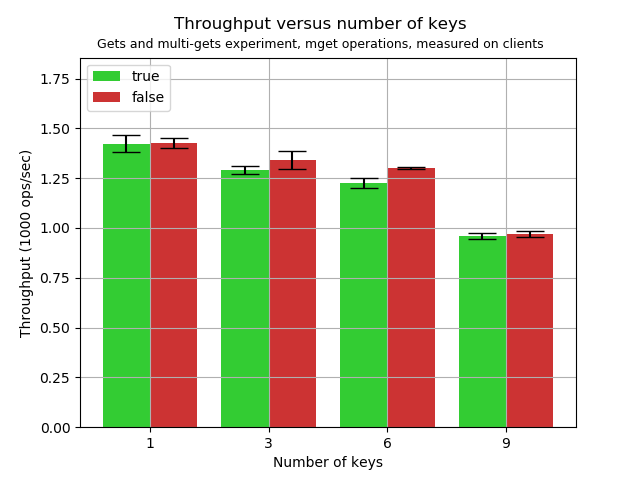 Throughput versus number of keys
Gets and multi-gets experiment, mget operations, measured on clients
true
false
1.75
1.50
1.25
1.00
0.75
0.50
0.25
0.00
Throughput (1000 ops/sec)
1 3 6 9
Number of keys